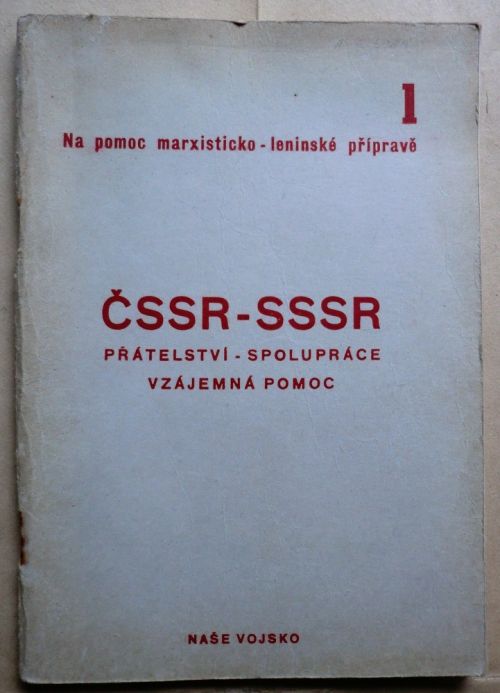 1
Na pomoc marxisticko-leninské přípravě
ČSSR-SSSR
PŘÁTELSTVÍ - SPOLUPRÁCE
VZÁJEMNÁ POMOC
NAŠE VOJSKO